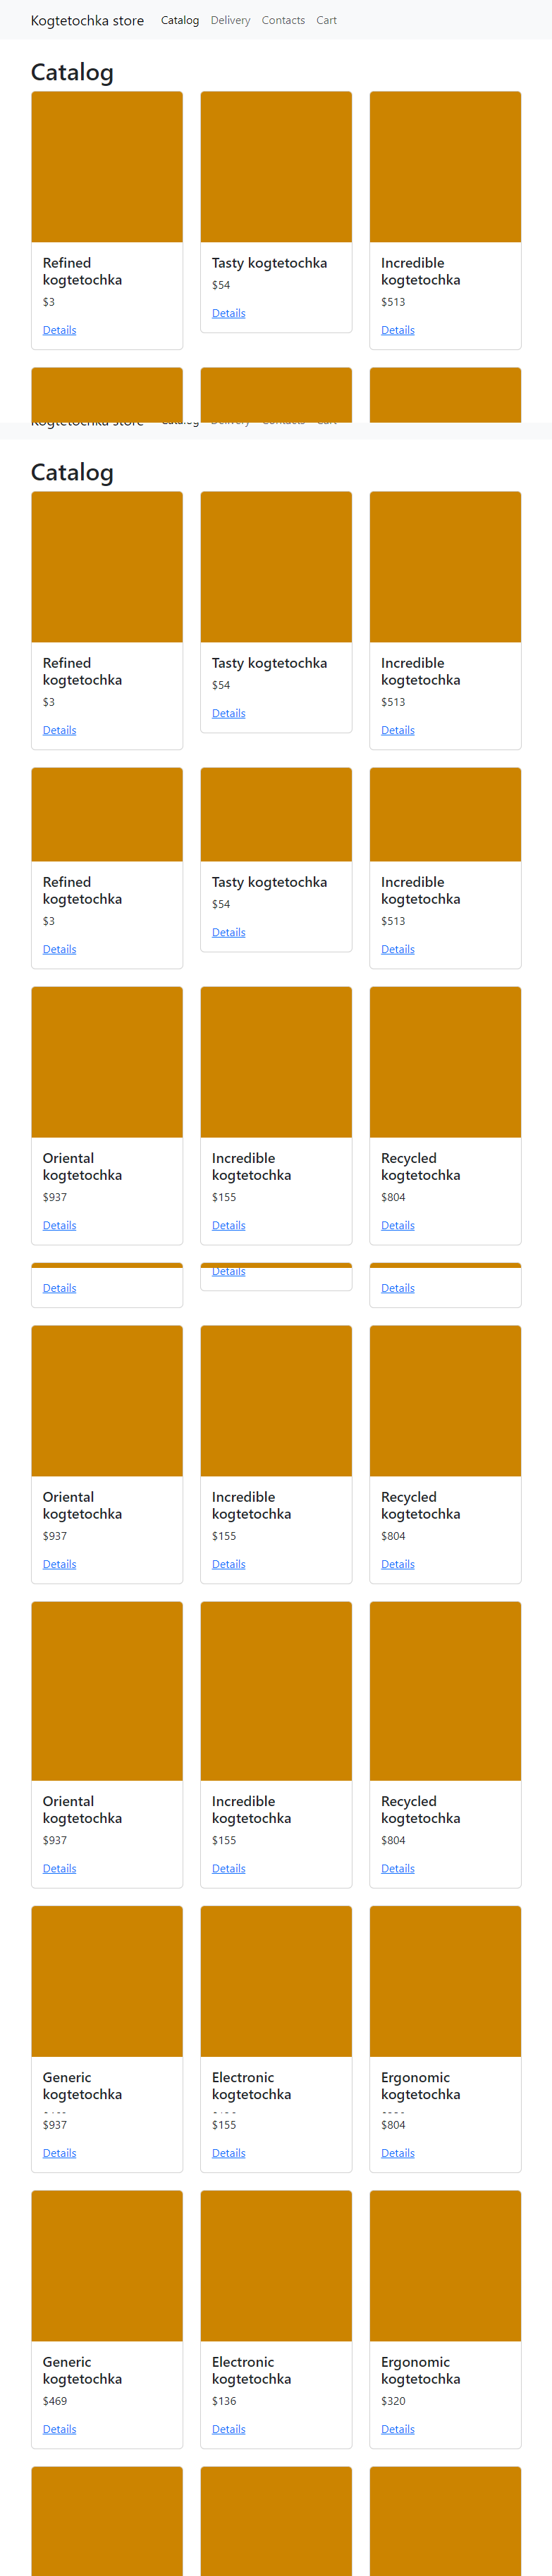 Kogtetochka store Catalog Delivery Contacts Cart
Catalog
Refined kogtetochka
$3
Details
Tasty kogtetochka
$54
Details
Incredible kogtetochka
$513
Details
Kogtetochka store Catalog Delivery Contacts Cart
Catalog
Refined kogtetochka
$3
Details
Tasty kogtetochka
$54
Details
Incredible kogtetochka
$513
Details
Refined kogtetochka
$3
Details
Tasty kogtetochka
$54
Details
Incredible kogtetochka
$513
Details
Oriental kogtetochka
$937
Details
Incredible kogtetochka
$155
Details
Recycled kogtetochka
$804
Details
Details
Details
Details
Oriental kogtetochka
$937
Details
Incredible kogtetochka
$155
Details
Recycled kogtetochka
$804
Details
Oriental kogtetochka
$937
Details
Incredible kogtetochka
$155
Details
Recycled kogtetochka
$804
Details
Generic kogtetochka
$937
Details
Electronic kogtetochka
$155
Details
Ergonomic kogtetochka
$804
Details
Generic kogtetochka
$469
Details
Electronic kogtetochka
$136
Details
Ergonomic kogtetochka
$320
Details